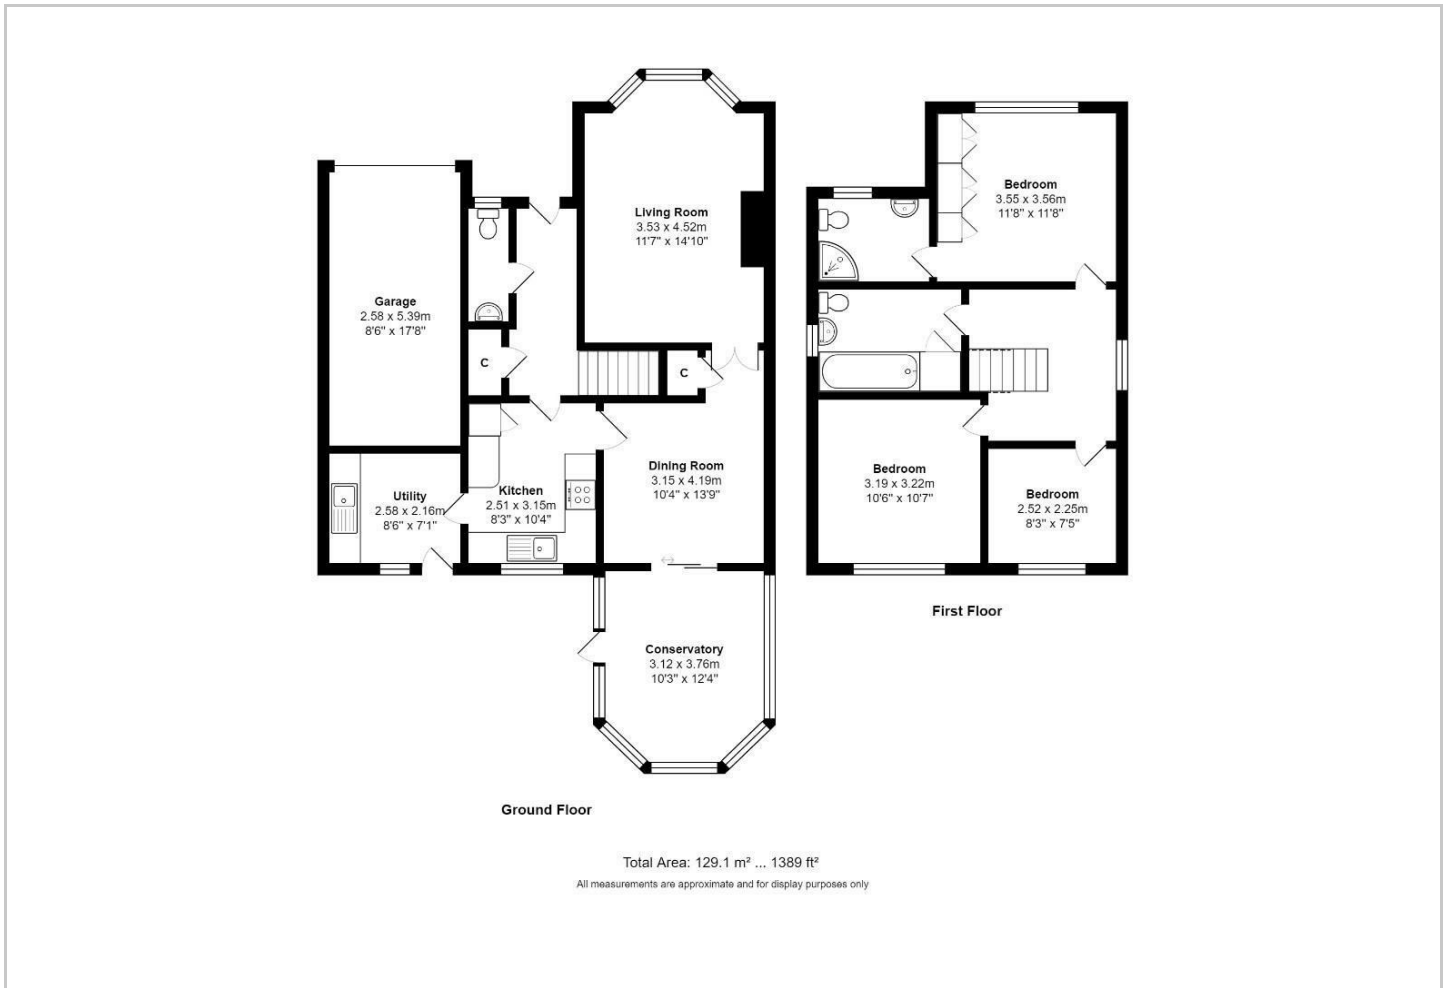 Living Room
3.53 x 4.52m
11'7" x 14'10"
Garage
2.58 x 5.39m
8'6" x 17'8"
C
C
Utility
2.58 x 2.16m
8'6" x 7'1"
Kitchen
2.51 x 3.15m
8'3" x 10'4"
Dining Room
3.15 x 4.19m
10'4" x 13'9"
Conservatory
3.12 x 3.76m
10'3" x 12'4"
Ground Floor
Bedroom
3.55 x 3.56m
11'8" x 11'8"
Bedroom
3.19 x 3.22m
10'6" x 10'7"
Bedroom
2.52 x 2.25m
8'3" x 7'5"
First Floor
Total Area: 129.1 m² ... 1389 ft²
All measurements are approximate and for display purposes only